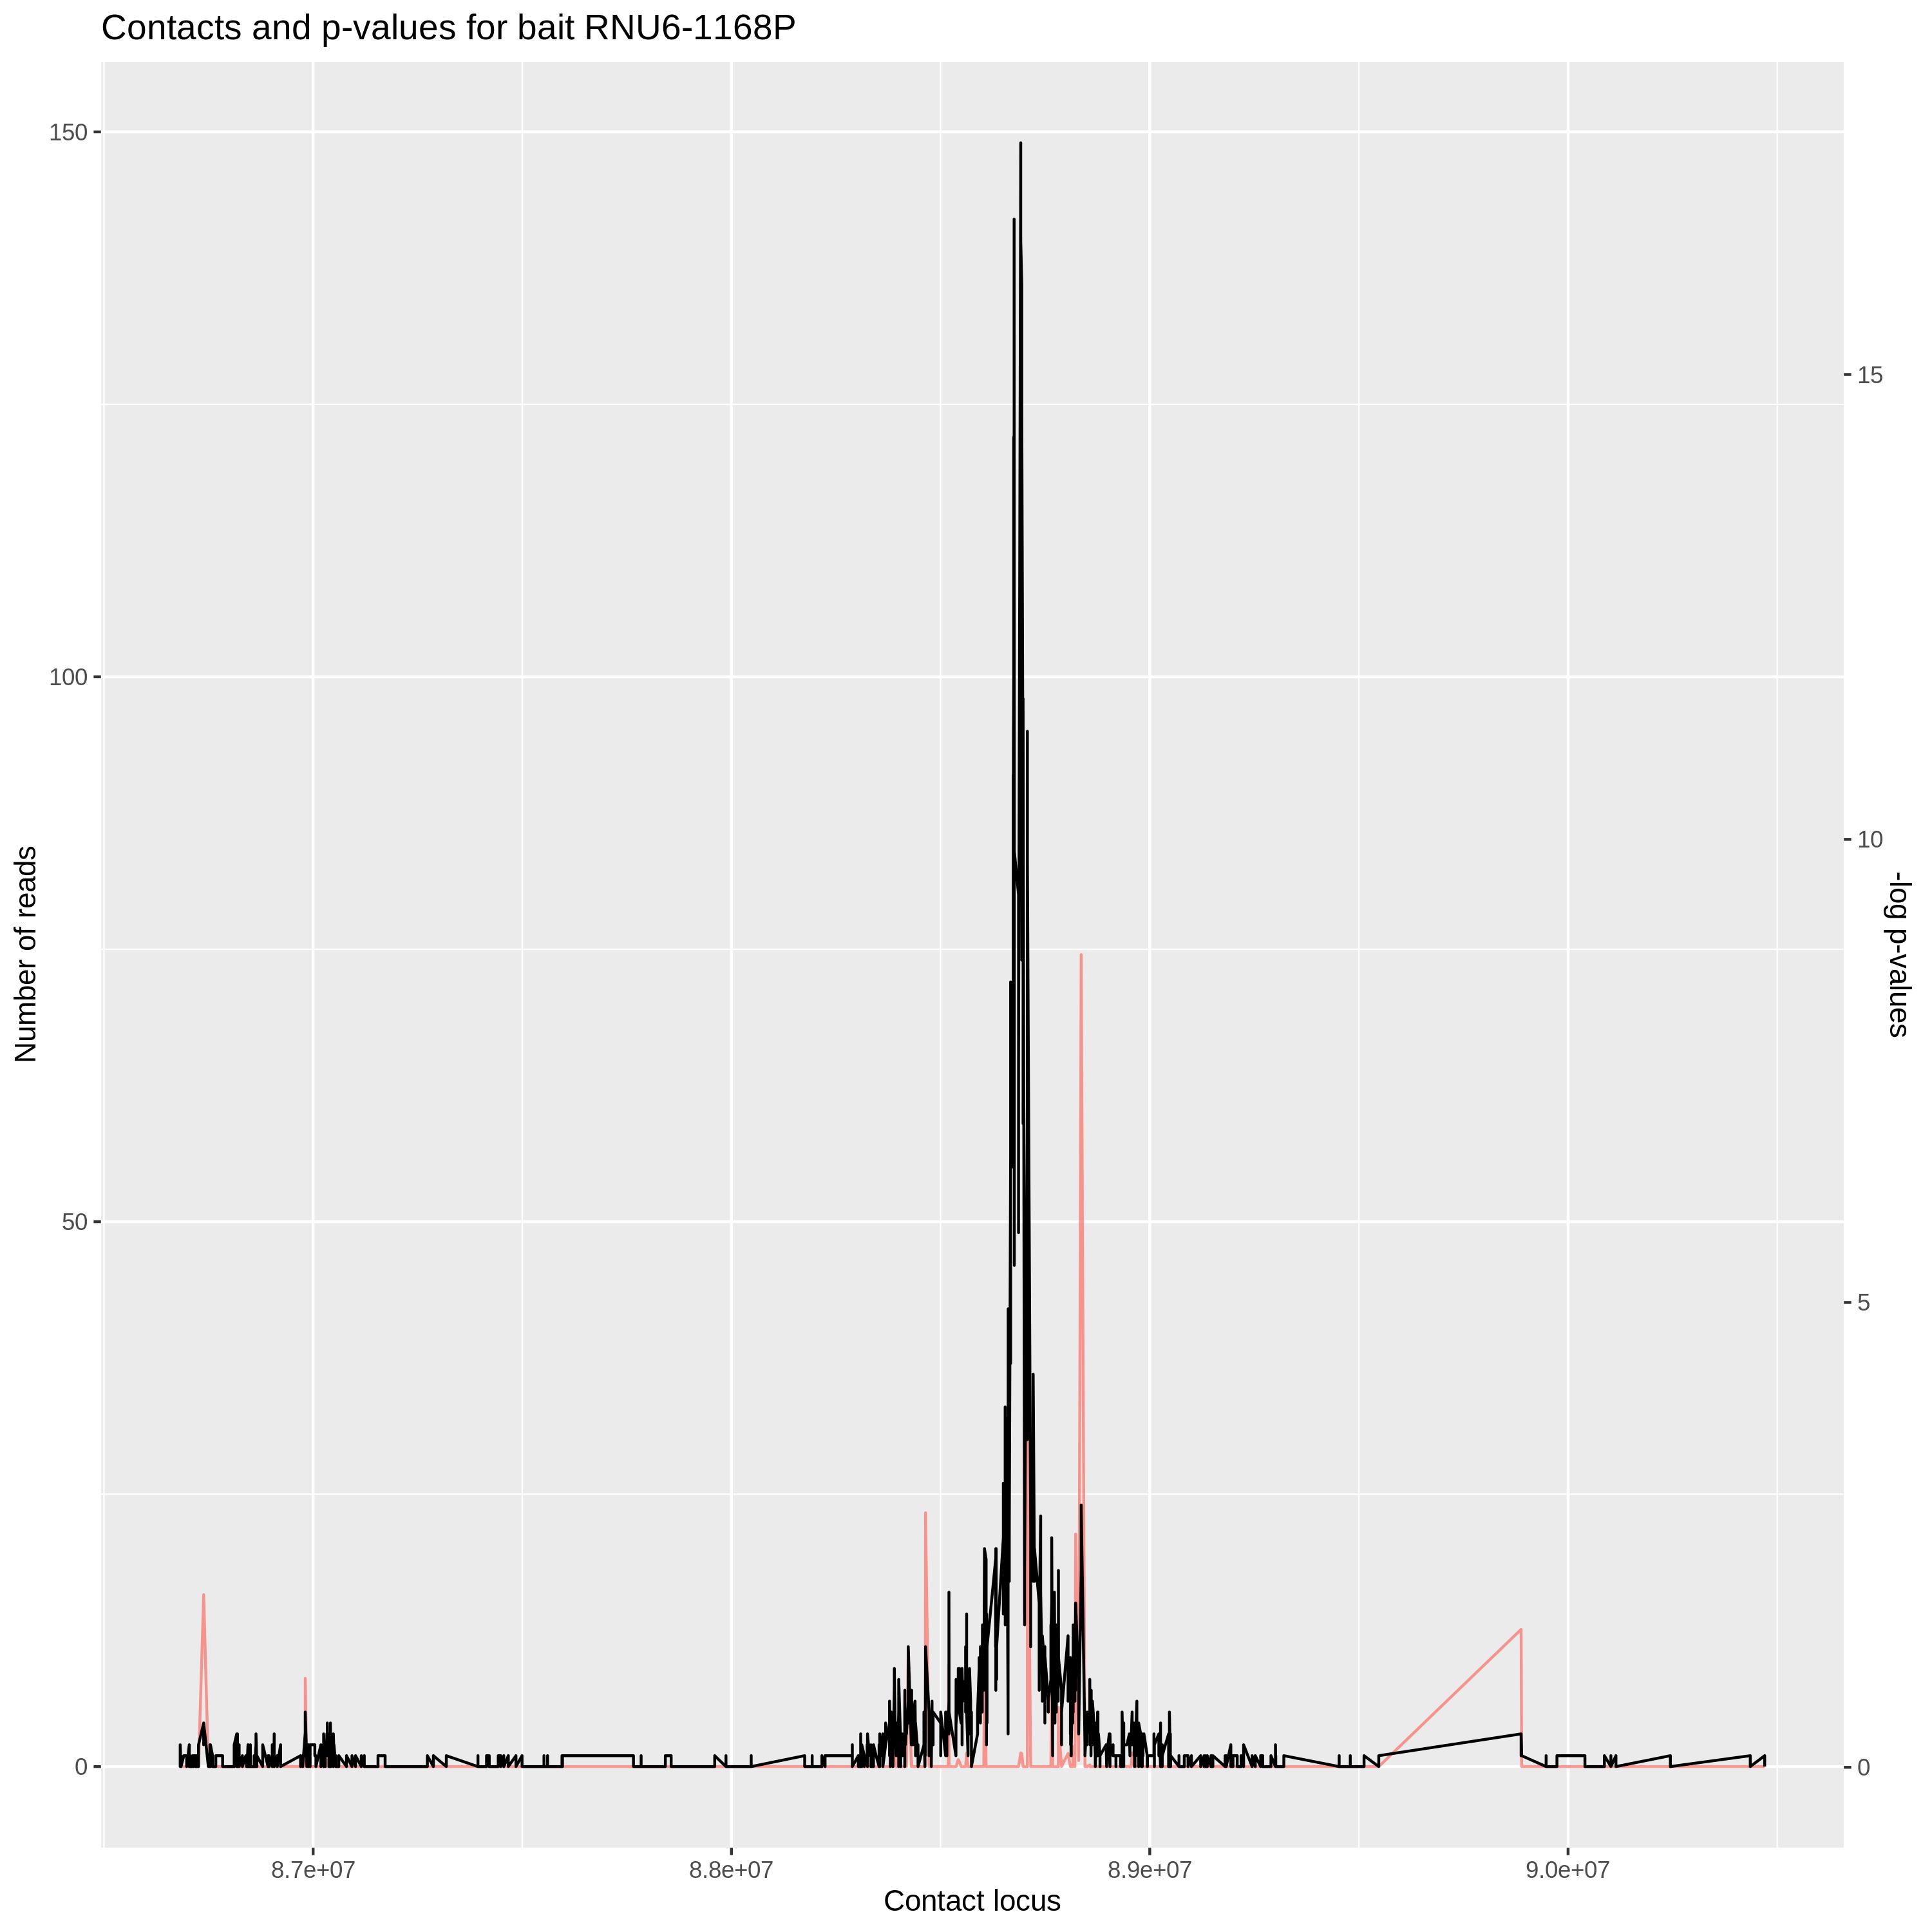 Contacts and p-values for bait RNU6-1168P
150
100
50
0
Number of reads
15
10
5
0
-log p-values
8.7e+07
8.8e+07
8.9e+07
9.0e+07
Contact locus